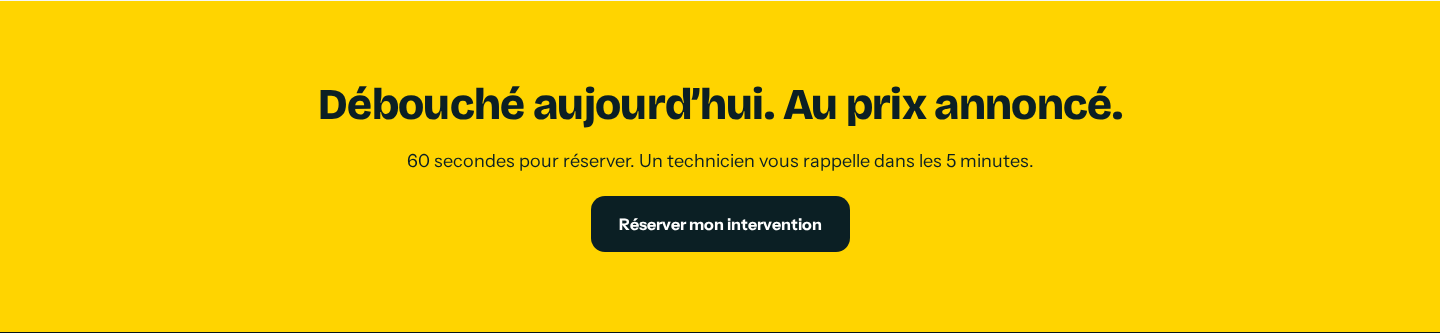 Débouché aujourd’hui. Au prix annoncé.
60 secondes pour réserver. Un technicien vous rappelle dans les 5 minutes.
Réserver mon intervention